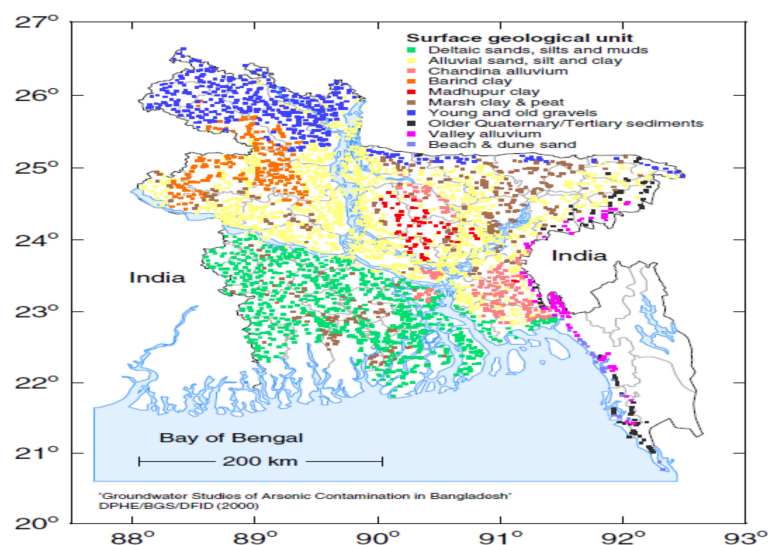 27°
26°
25°
24°
23°
22°
21°
20°
Surface geological unit
Deltaic sands, silts and muds
Alluvial sand, silt and clay
Chandina alluvium
Barind clay
Madhupur clay
Marsh clay & peat
Young and old gravels
Older Quaternary/Tertiary sediments
Valley alluvium
Beach & dune sand
India
India
Bay of Bengal
200 km
'Groundwater Studies of Arsenic Contamination in Bangladesh'
DPHE/BGS/DFID (2000)
88° 89° 90° 91° 92° 93°